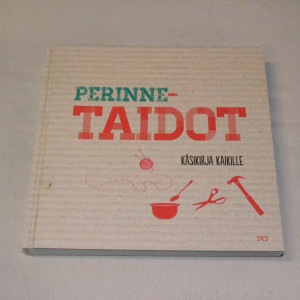 PERINNE-
TAIDOT
KÄSIKIRJA KAIKILLE
SKS